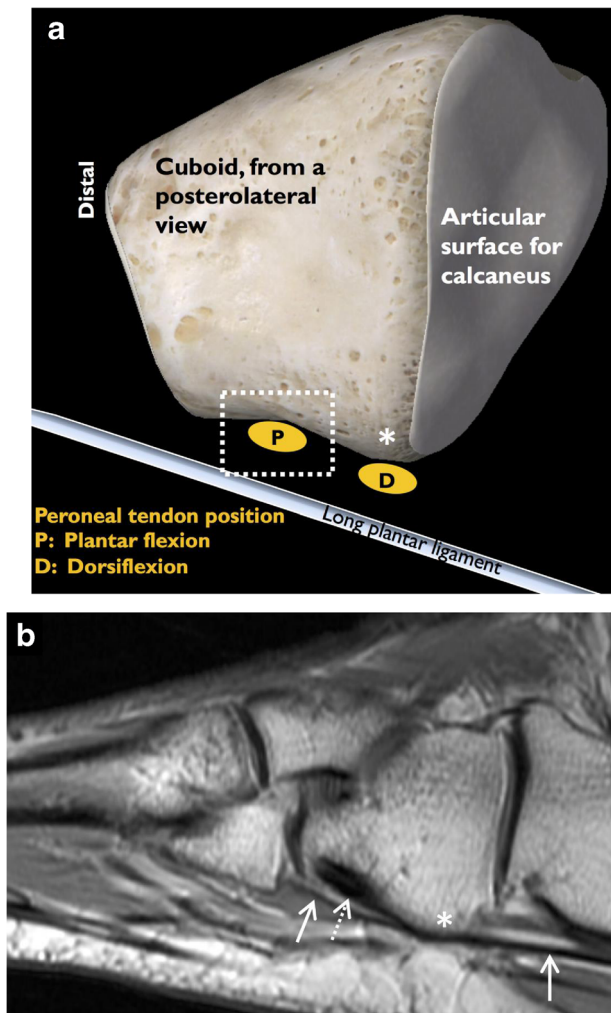 a
Cuboid, from a
posterolateral
view
Distal
Articular
surface for
calcaneus
*
P
D
Peroneal tendon position
P: Plantar flexion
D: Dorsiflexion
Long plantar ligament
b
*